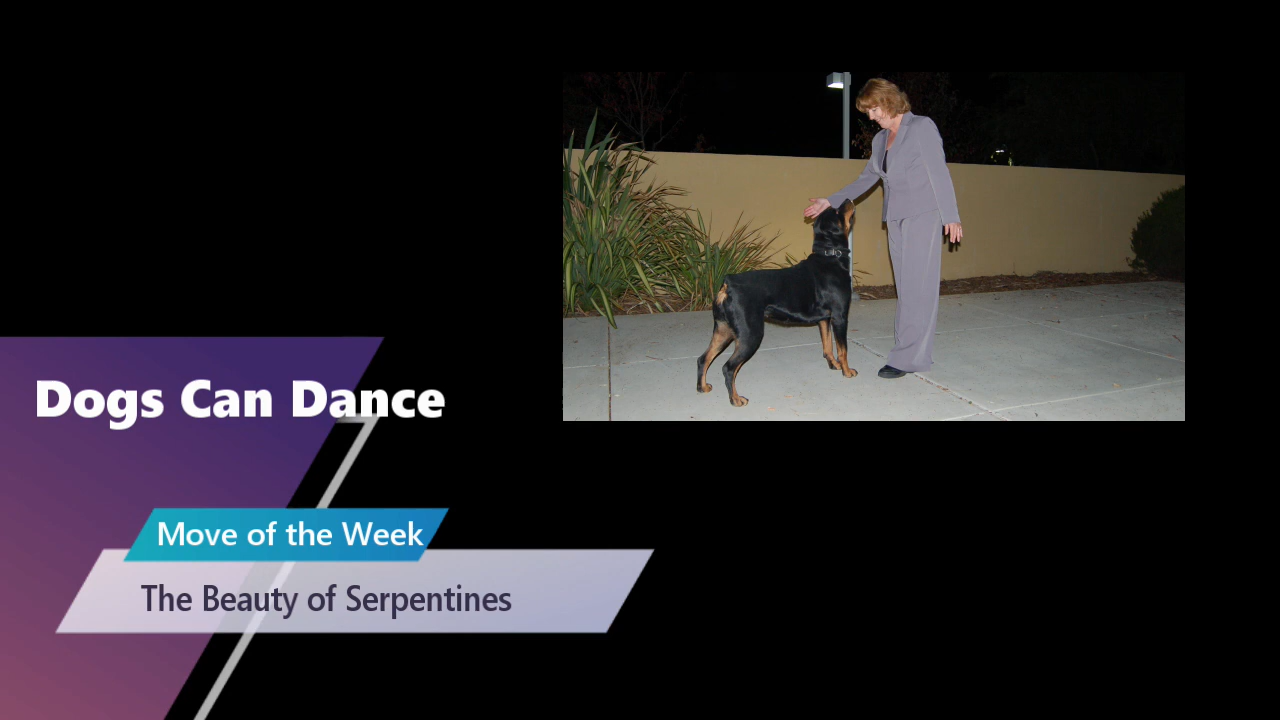 Dogs Can Dance
Move of the Week
The Beauty of Serpentines